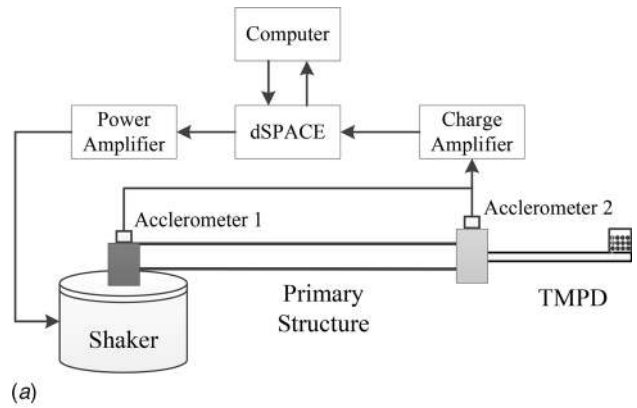 Computer
Power
Amplifier
dSPACE
Charge
Amplifier
Acclerometer 1
Acclerometer 2
Primary
Structure
TMPD
Shaker
(a)